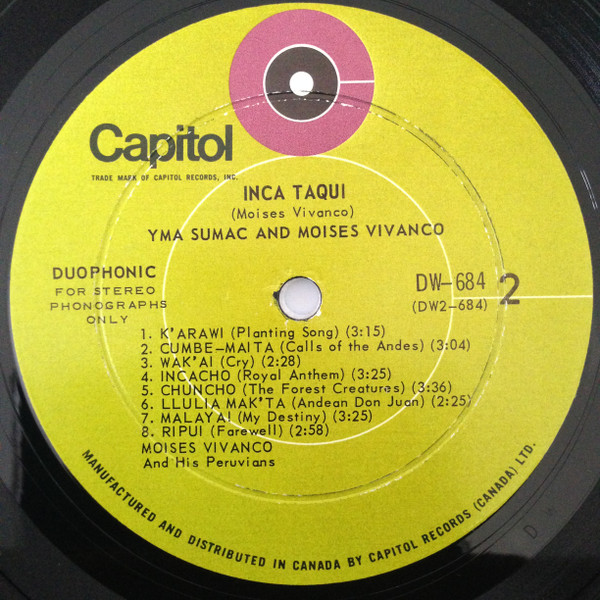 Capitol
TRADE MARK OF CAPITOL RECORDS, INC.
INCA TAQUI
(Moises Vivanco)
YMA SUMAC AND MOISES VIVANCO
DUOPHONIC
FOR STEREO
PHONOGRAPHS
ONLY
DW-684
(DW2-684)
2
1. K'ARAWI (Planting Song) (3:15)
2. CUMBE-MAITA (Calls of the Andes) (3:04)
3. WAK'AI (Cry) (2:28)
4. INCACHO (Royal Anthem) (3:25)
5. CHUNCHO (The Forest Creatures) (3:36)
6. LLULIA MAK'TA (Andean Don Juan) (2:25)
7. MALAYAI (My Destiny) (3:25)
8. RIPUI (Farewell) (2:58)
MOISES VIVANCO
And His Peruvians
MANUFACTURED AND DISTRIBUTED IN CANADA BY CAPITOL RECORDS (CANADA) LTD.
D